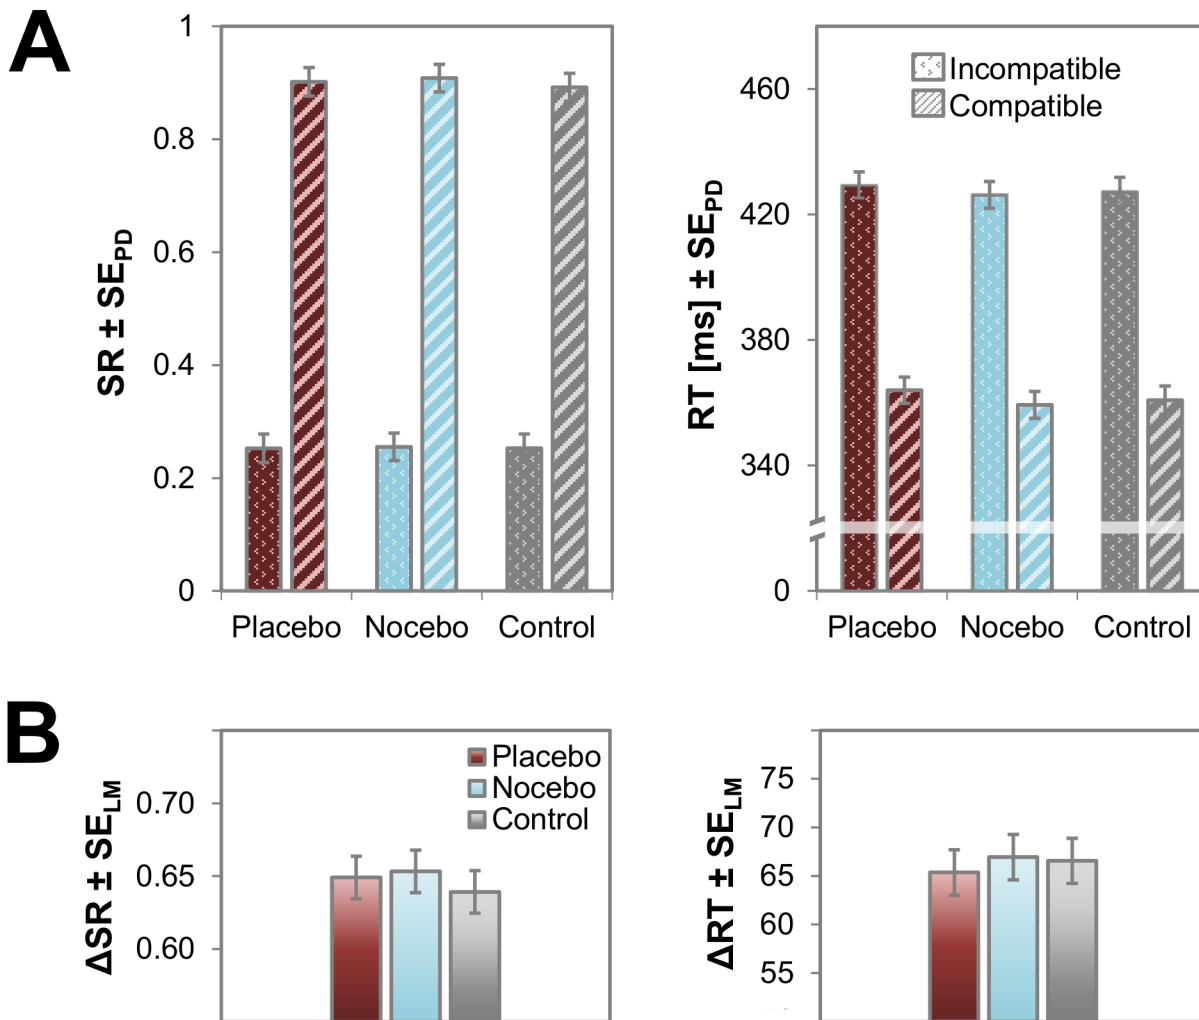 A
SR ± SE_PD
1
0.8
0.6
0.4
0.2
0
Placebo Nocebo Control
RT [ms] ± SE_PD
460
420
380
340
0
Incompatible
Compatible
Placebo Nocebo Control
B
ΔSR ± SE_LM
0.70
0.65
0.60
Placebo
Nocebo
Control
ΔRT ± SE_LM
75
70
65
60
55